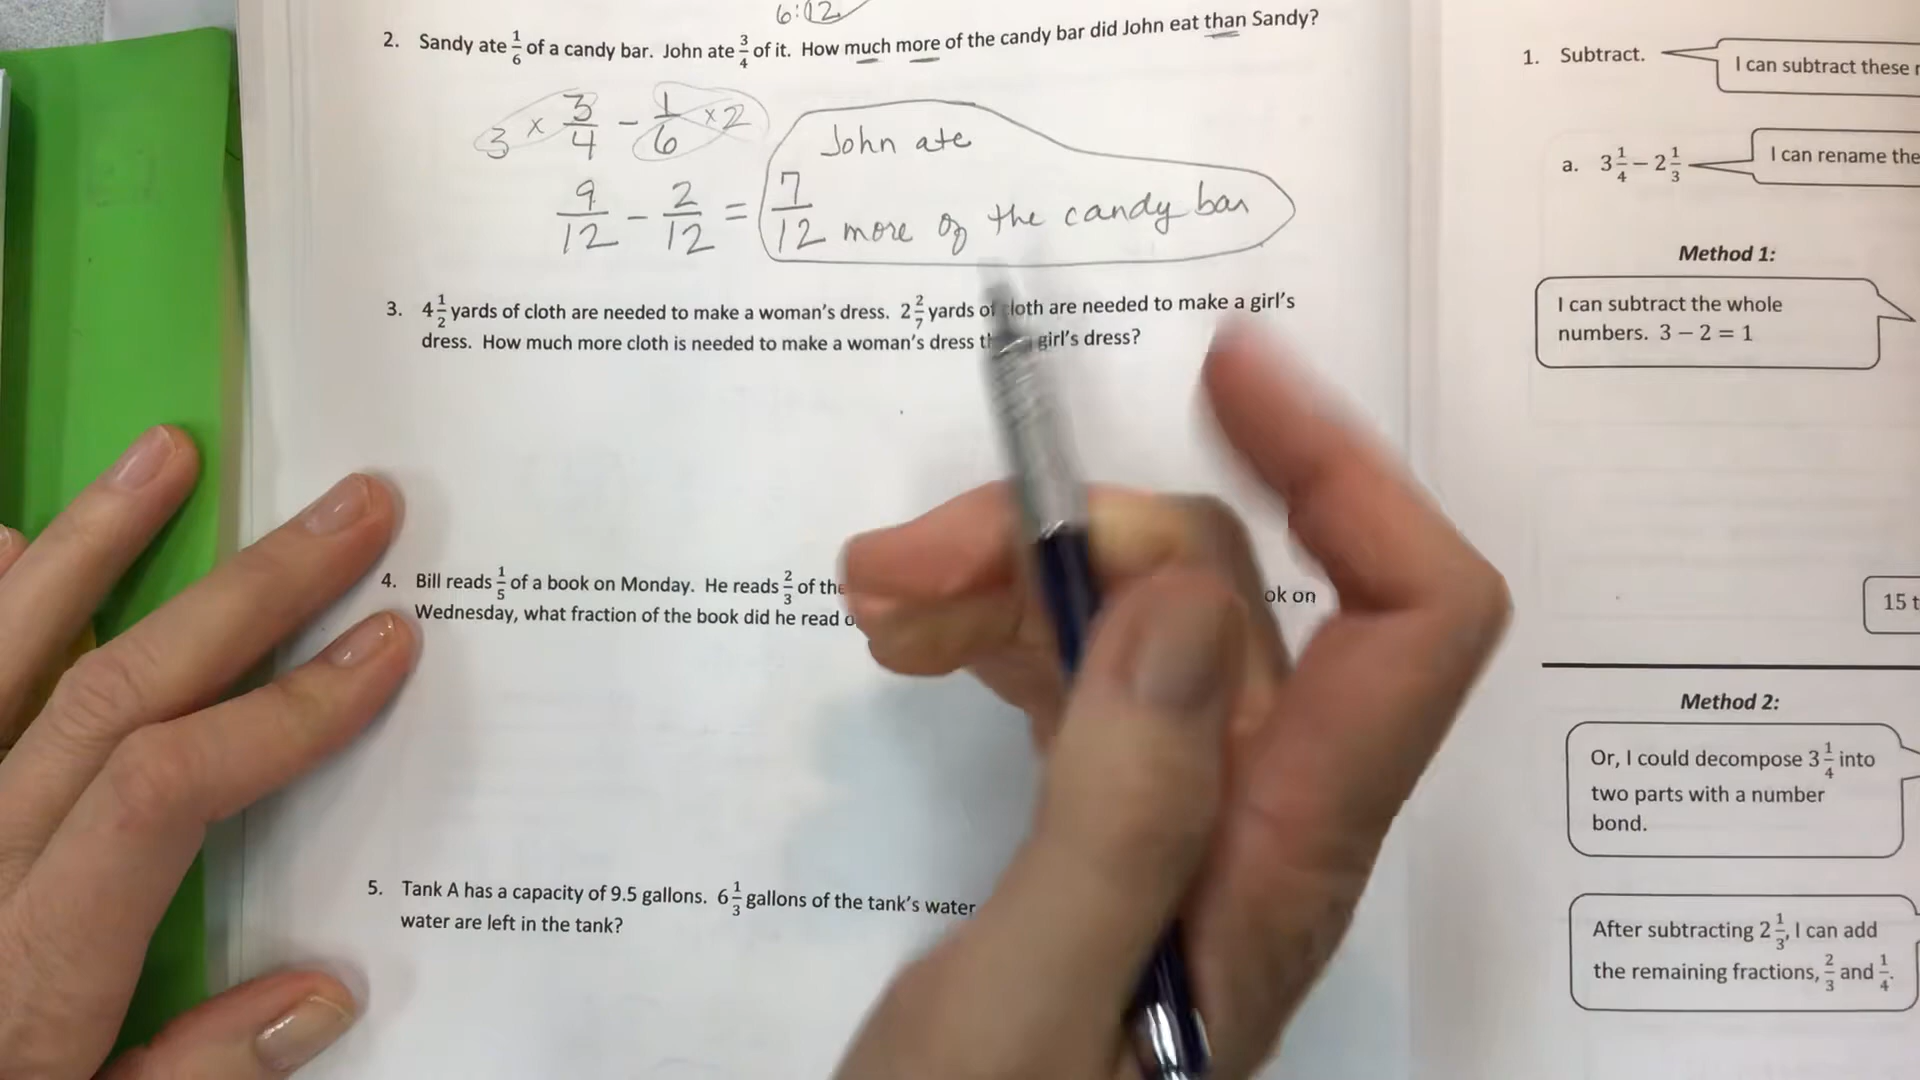 6:12
2. Sandy ate 1/6 of a candy bar. John ate 3/4 of it. How much more of the candy bar did John eat than Sandy?
3 × 3/4 − 1/6 × 2
9/12 − 2/12 = 7/12
John ate
more of the candy bar
3. 4 1/2 yards of cloth are needed to make a woman's dress. 2 2/7 yards of cloth are needed to make a girl's
dress. How much more cloth is needed to make a woman's dress girl's dress?
4. Bill reads 1/5 of a book on Monday. He reads 2/3 of the ok on
Wednesday, what fraction of the book did he read
5. Tank A has a capacity of 9.5 gallons. 6 1/3 gallons of the tank's water
water are left in the tank?
1. Subtract.
I can subtract these
a. 3 1/4 − 2 1/3
I can rename the
Method 1:
I can subtract the whole
numbers. 3 − 2 = 1
15
Method 2:
Or, I could decompose 3 1/4 into
two parts with a number
bond.
After subtracting 2 1/3, I can add
the remaining fractions, 2/3 and 1/4.